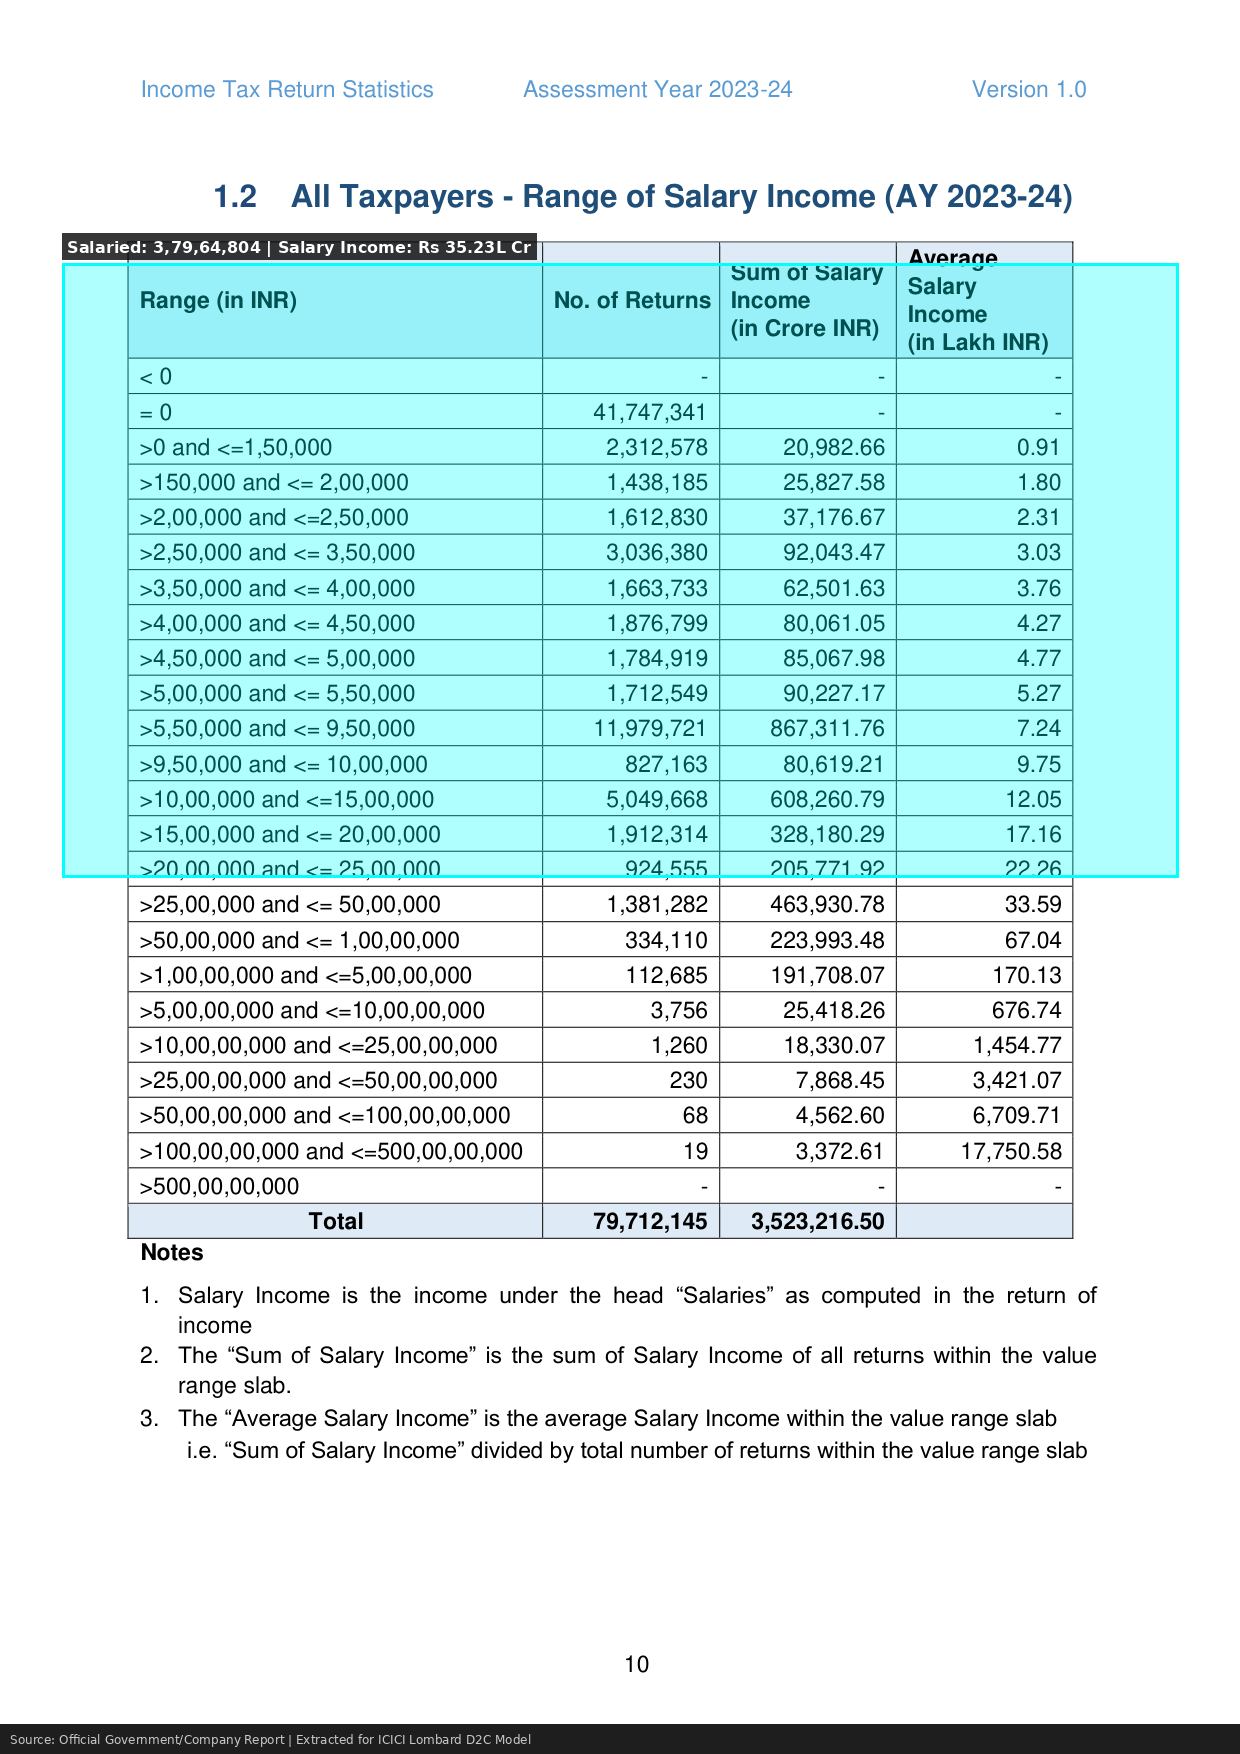 Income Tax Return Statistics Assessment Year 2023-24 Version 1.0
1.2 All Taxpayers - Range of Salary Income (AY 2023-24)
Salaried: 3,79,64,804 | Salary Income: Rs 35.23L Cr
Range (in INR) No. of Returns Sum of Salary Income (in Crore INR) Average Salary Income (in Lakh INR)
< 0 - - -
= 0 41,747,341 - -
>0 and <=1,50,000 2,312,578 20,982.66 0.91
>150,000 and <= 2,00,000 1,438,185 25,827.58 1.80
>2,00,000 and <=2,50,000 1,612,830 37,176.67 2.31
>2,50,000 and <= 3,50,000 3,036,380 92,043.47 3.03
>3,50,000 and <= 4,00,000 1,663,733 62,501.63 3.76
>4,00,000 and <= 4,50,000 1,876,799 80,061.05 4.27
>4,50,000 and <= 5,00,000 1,784,919 85,067.98 4.77
>5,00,000 and <= 5,50,000 1,712,549 90,227.17 5.27
>5,50,000 and <= 9,50,000 11,979,721 867,311.76 7.24
>9,50,000 and <= 10,00,000 827,163 80,619.21 9.75
>10,00,000 and <=15,00,000 5,049,668 608,260.79 12.05
>15,00,000 and <= 20,00,000 1,912,314 328,180.29 17.16
>20,00,000 and <= 25,00,000 924,555 205,771.92 22.26
>25,00,000 and <= 50,00,000 1,381,282 463,930.78 33.59
>50,00,000 and <= 1,00,00,000 334,110 223,993.48 67.04
>1,00,00,000 and <=5,00,00,000 112,685 191,708.07 170.13
>5,00,00,000 and <=10,00,00,000 3,756 25,418.26 676.74
>10,00,00,000 and <=25,00,00,000 1,260 18,330.07 1,454.77
>25,00,00,000 and <=50,00,00,000 230 7,868.45 3,421.07
>50,00,00,000 and <=100,00,00,000 68 4,562.60 6,709.71
>100,00,00,000 and <=500,00,00,000 19 3,372.61 17,750.58
>500,00,00,000 - - -
Total 79,712,145 3,523,216.50
Notes
1. Salary Income is the income under the head “Salaries” as computed in the return of
income
2. The “Sum of Salary Income” is the sum of Salary Income of all returns within the value
range slab.
3. The “Average Salary Income” is the average Salary Income within the value range slab
i.e. “Sum of Salary Income” divided by total number of returns within the value range slab
10
Source: Official Government/Company Report | Extracted for ICICI Lombard D2C Model